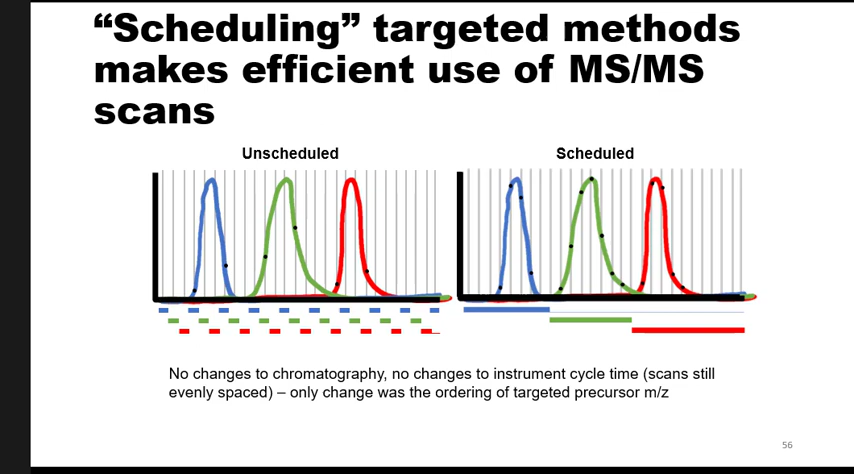 “Scheduling” targeted methods
makes efficient use of MS/MS
scans
Unscheduled
Scheduled
No changes to chromatography, no changes to instrument cycle time (scans still
evenly spaced) – only change was the ordering of targeted precursor m/z
56